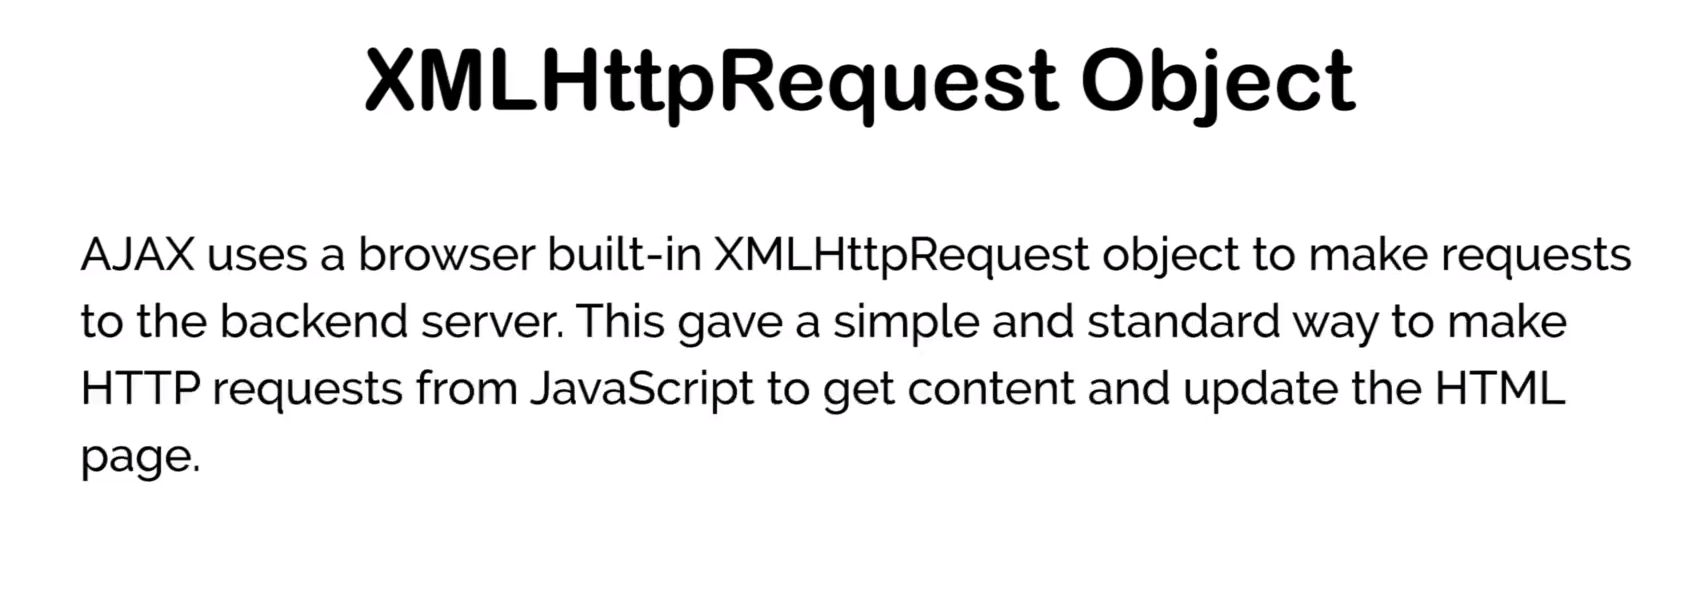 XMLHttpRequest Object
AJAX uses a browser built-in XMLHttpRequest object to make requests
to the backend server. This gave a simple and standard way to make
HTTP requests from JavaScript to get content and update the HTML
page.